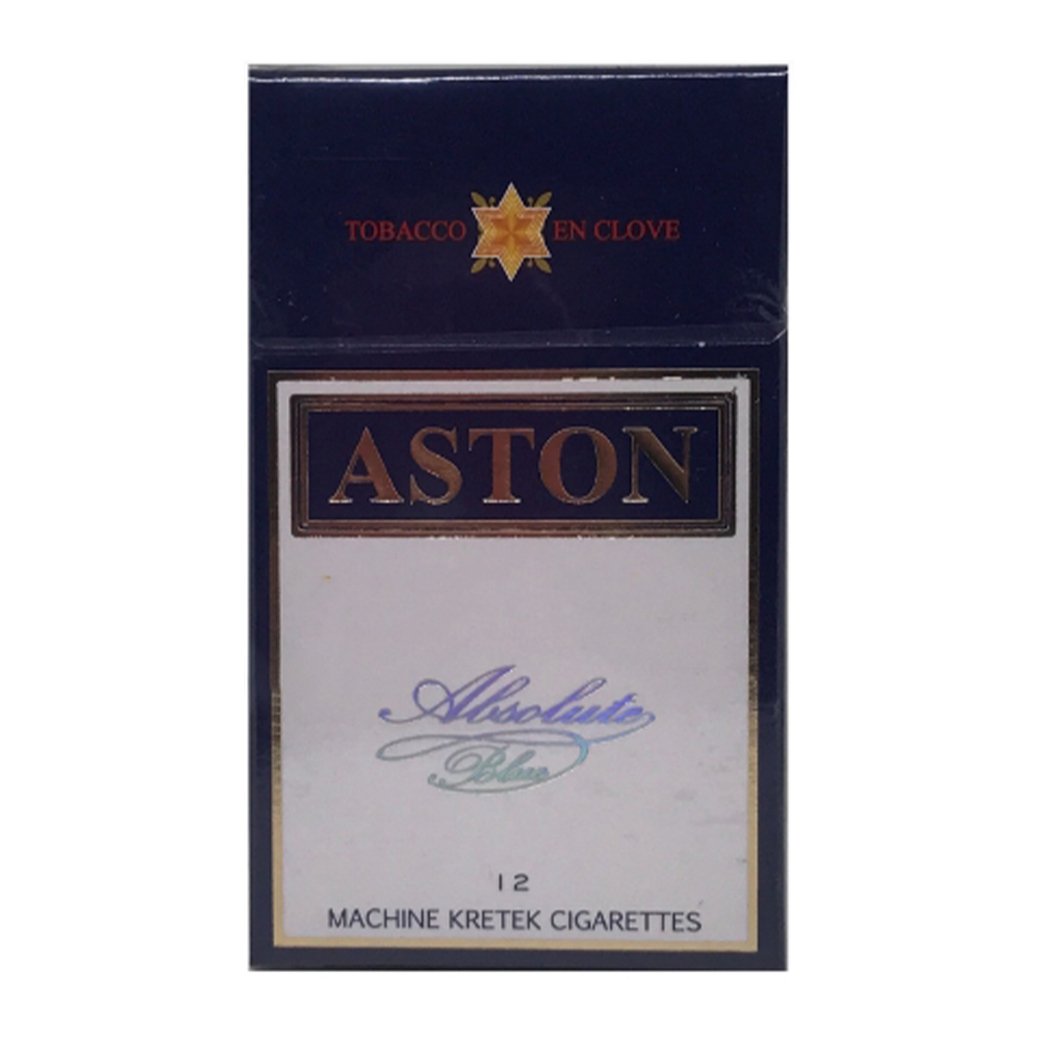 TOBACCO EN CLOVE
ASTON
Absolute
Blue
12
MACHINE KRETEK CIGARETTES